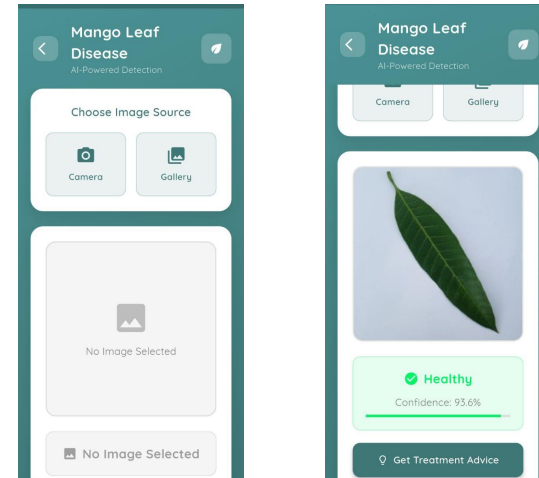 Mango Leaf
Disease
AI-Powered Detection
Choose Image Source
Camera
Gallery
No Image Selected
No Image Selected
Mango Leaf
Disease
AI-Powered Detection
Camera
Gallery
Healthy
Confidence: 93.6%
Get Treatment Advice